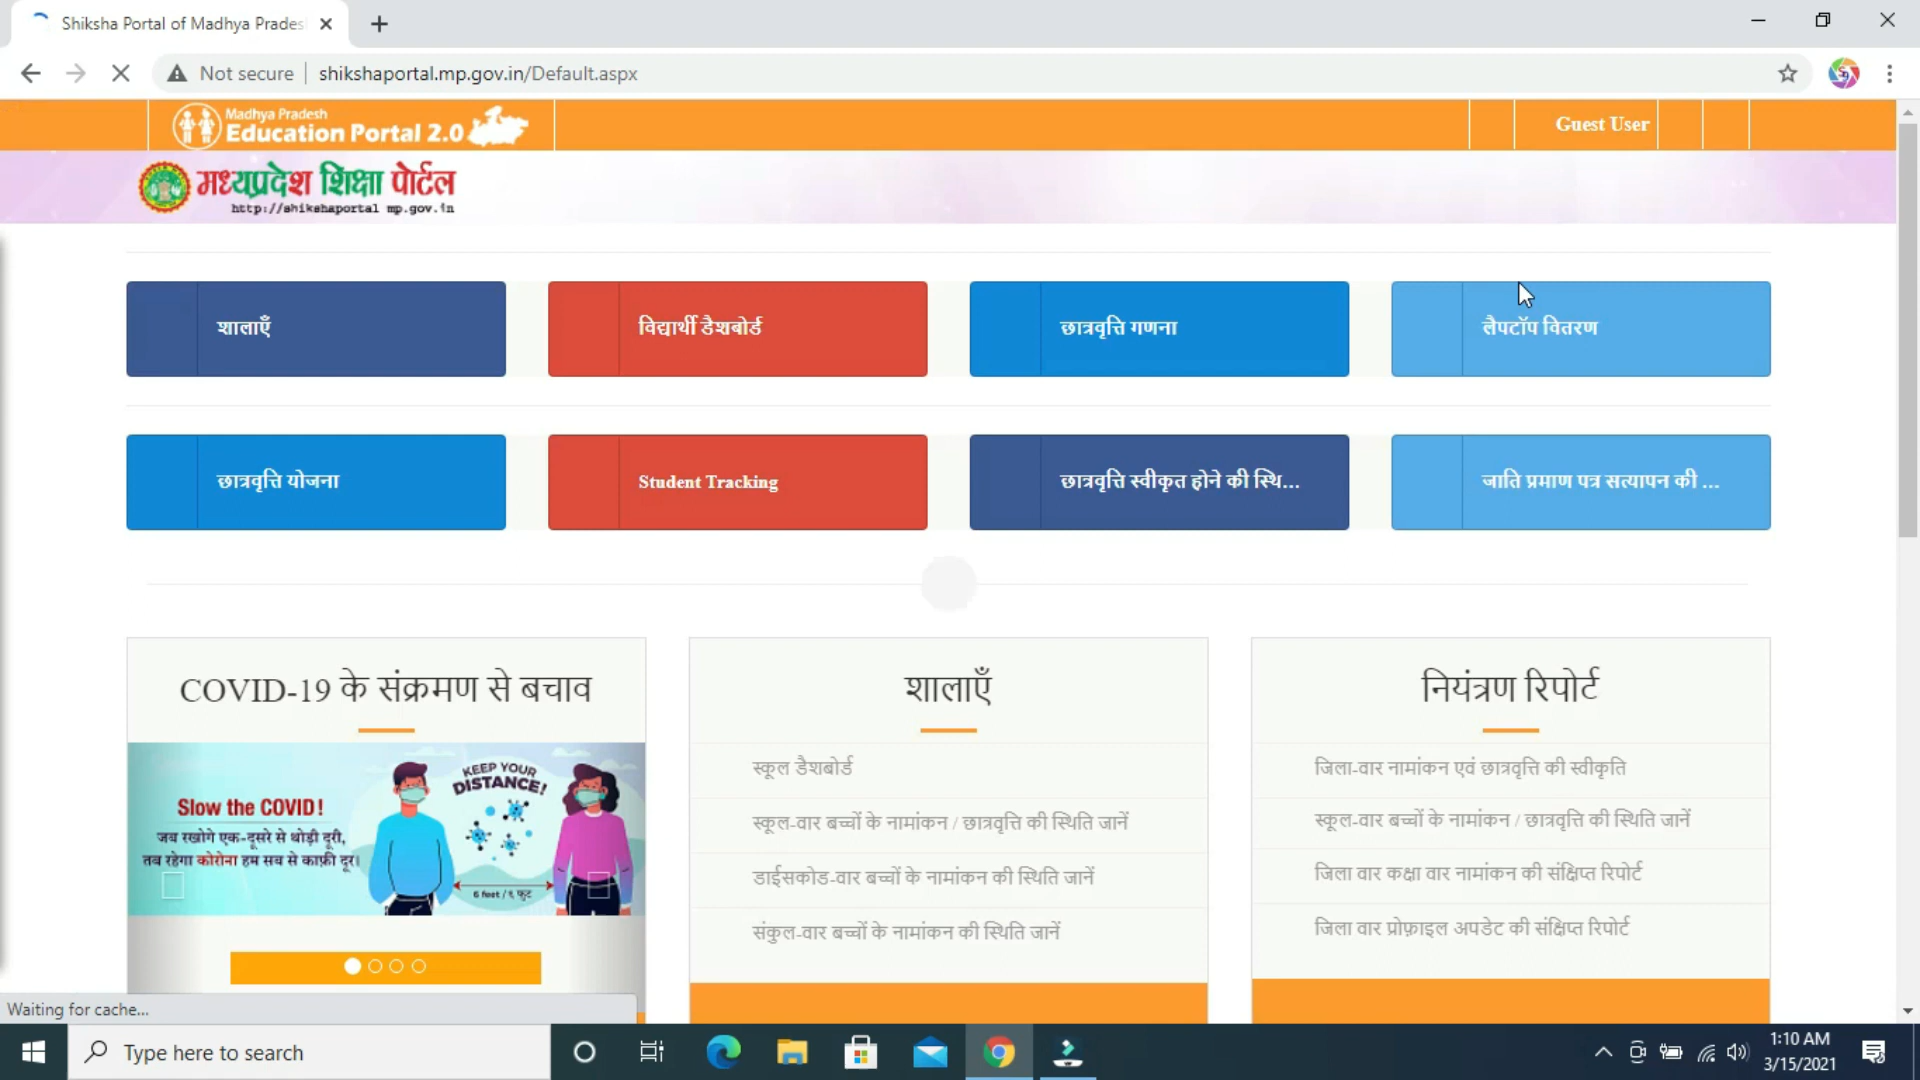 Shiksha Portal of Madhya Prades
Not secure
shikshaportal.mp.gov.in/Default.aspx
Madhya Pradesh
Education Portal 2.0
Guest User
मध्यप्रदेश शिक्षा पोर्टल
http://shikshaportal mp.gov.in
शालाएँ
विद्यार्थी डैशबोर्ड
छात्रवृत्ति गणना
लैपटॉप वितरण
छात्रवृत्ति योजना
Student Tracking
छात्रवृत्ति स्वीकृत होने की स्थि...
जाति प्रमाण पत्र सत्यापन की ...
COVID-19 के संक्रमण से बचाव
Slow the COVID!
जब रखोगे एक-दूसरे से थोड़ी दूरी,
तब रहेगा कोरोना हम सब से काफ़ी दूर।
KEEP YOUR
DISTANCE!
6 feet / १ फुट
शालाएँ
स्कूल डैशबोर्ड
स्कूल-वार बच्चों के नामांकन / छात्रवृत्ति की स्थिति जानें
डाईसकोड-वार बच्चों के नामांकन की स्थिति जानें
संकुल-वार बच्चों के नामांकन की स्थिति जानें
नियंत्रण रिपोर्ट
जिला-वार नामांकन एवं छात्रवृत्ति की स्वीकृति
स्कूल-वार बच्चों के नामांकन / छात्रवृत्ति की स्थिति जानें
जिला वार कक्षा वार नामांकन की संक्षिप्त रिपोर्ट
जिला वार प्रोफ़ाइल अपडेट की संक्षिप्त रिपोर्ट
Waiting for cache...
Type here to search
1:10 AM
3/15/2021